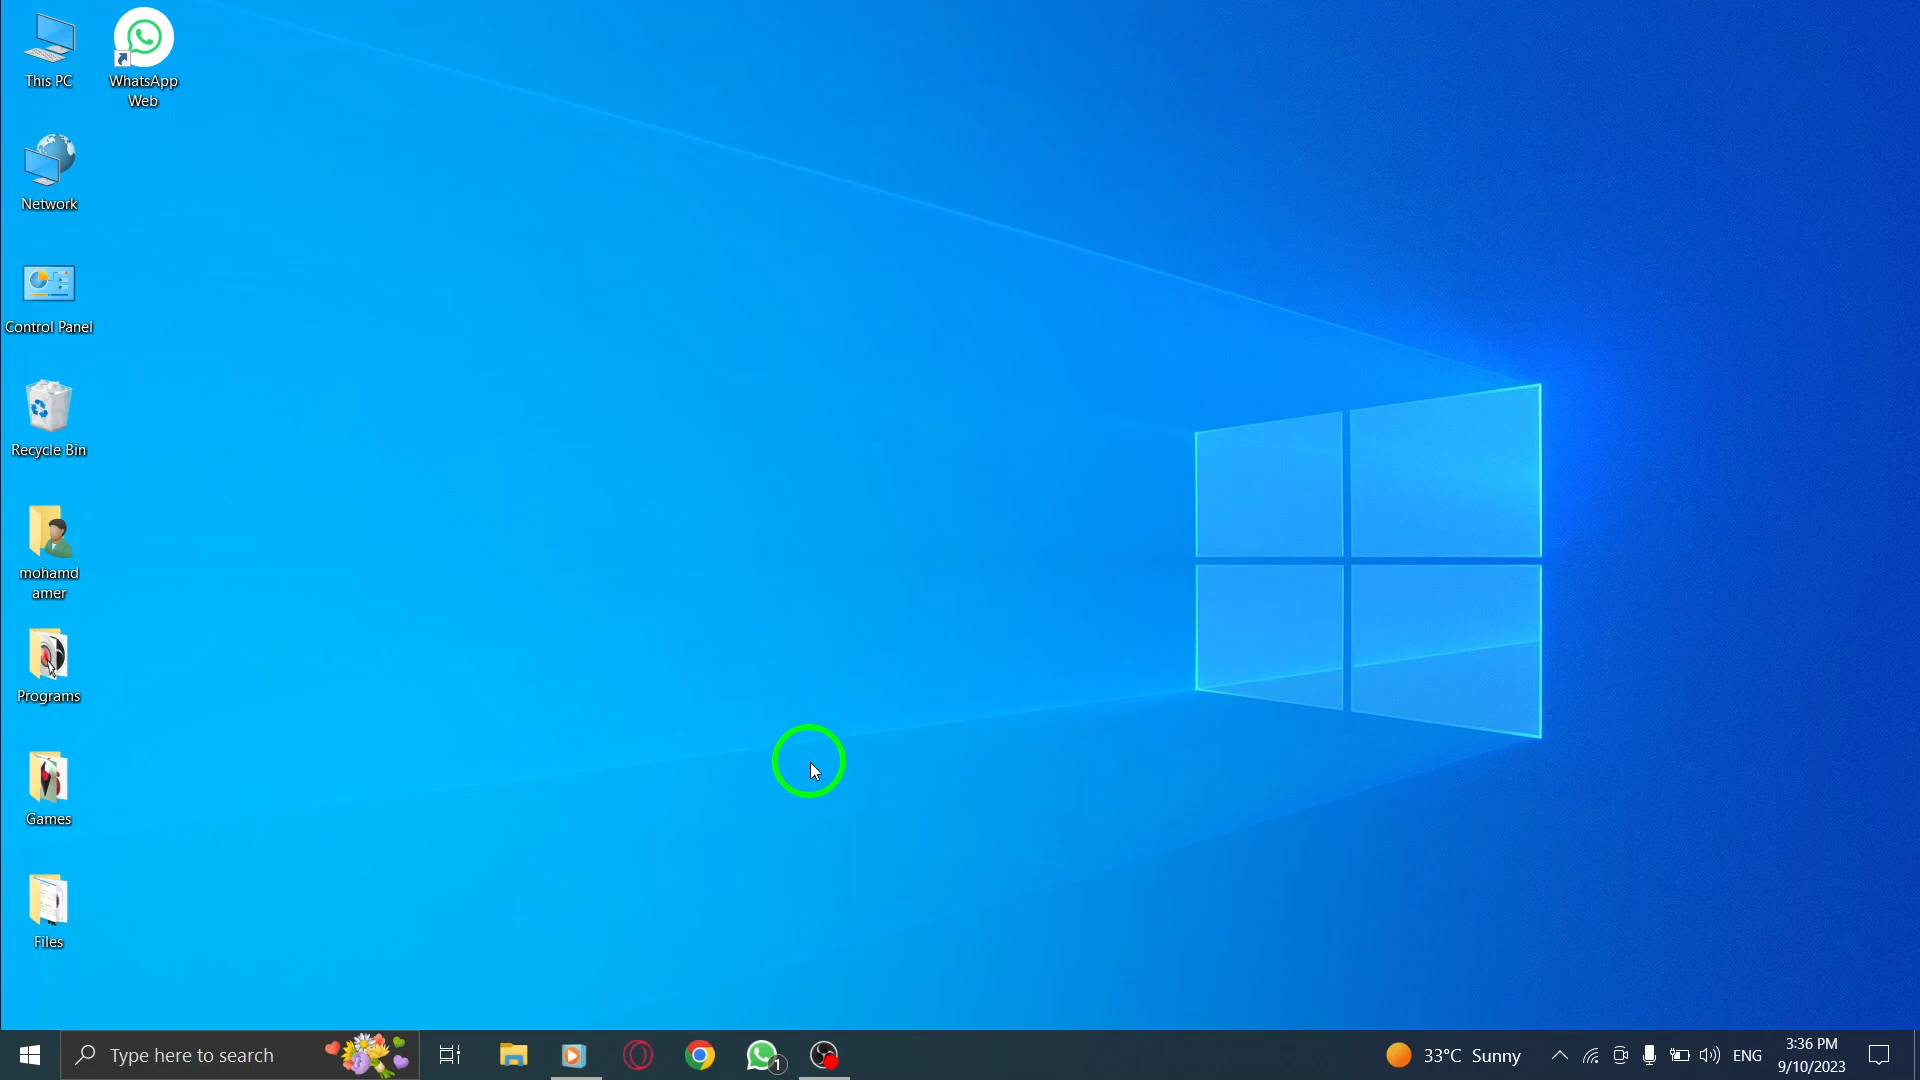 This PC
WhatsApp
Web
Network
Control Panel
Recycle Bin
mohamd
amer
Programs
Games
Files
Type here to search
1
33°C Sunny
ENG
3:36 PM
9/10/2023